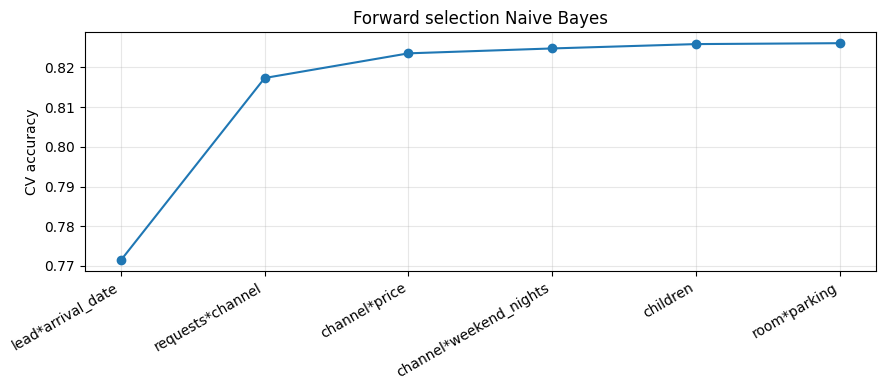 Forward selection Naive Bayes
CV accuracy
0.82
0.81
0.80
0.79
0.78
0.77
lead*arrival_date
requests*channel
channel*price
channel*weekend_nights
children
room*parking